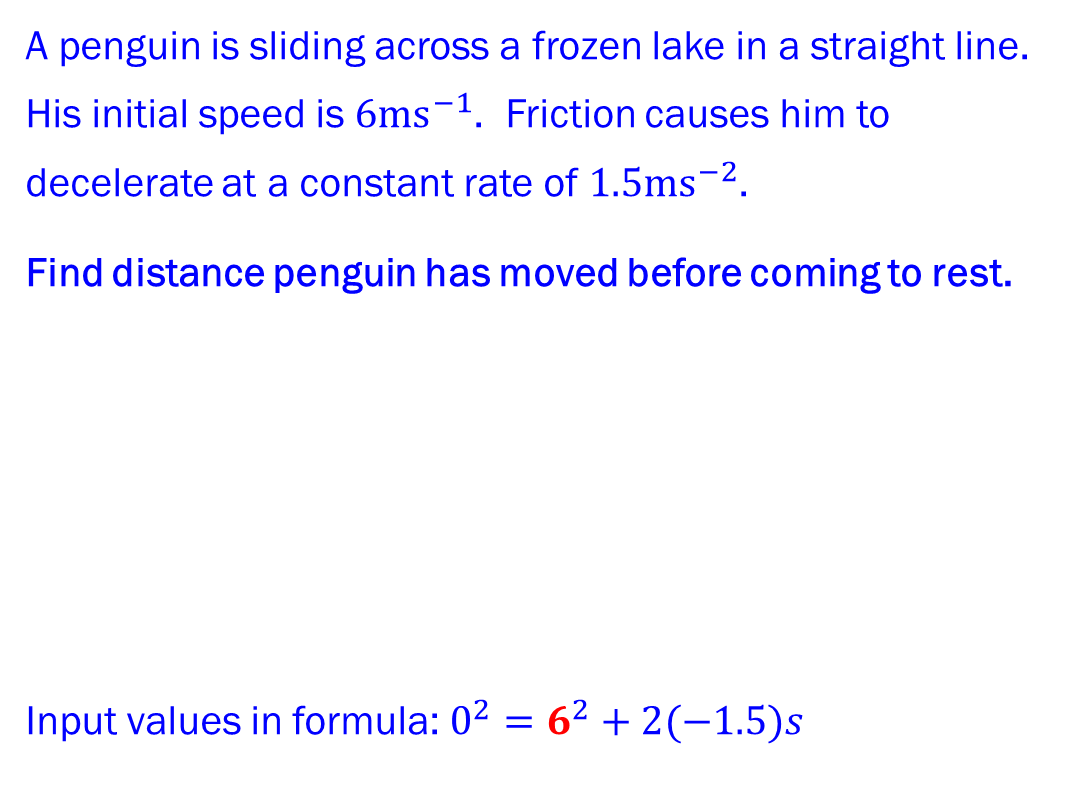 A penguin is sliding across a frozen lake in a straight line.
His initial speed is 6ms⁻¹. Friction causes him to
decelerate at a constant rate of 1.5ms⁻².
Find distance penguin has moved before coming to rest.
Input values in formula: 0² = 6² + 2(−1.5)s